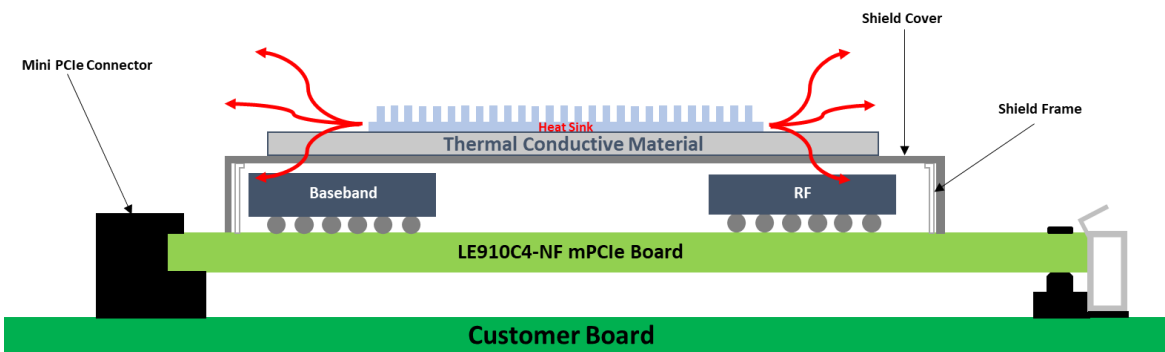 Shield Cover
Mini PCIe Connector
Shield Frame
Heat Sink
Thermal Conductive Material
Baseband
RF
LE910C4-NF mPCIe Board
Customer Board